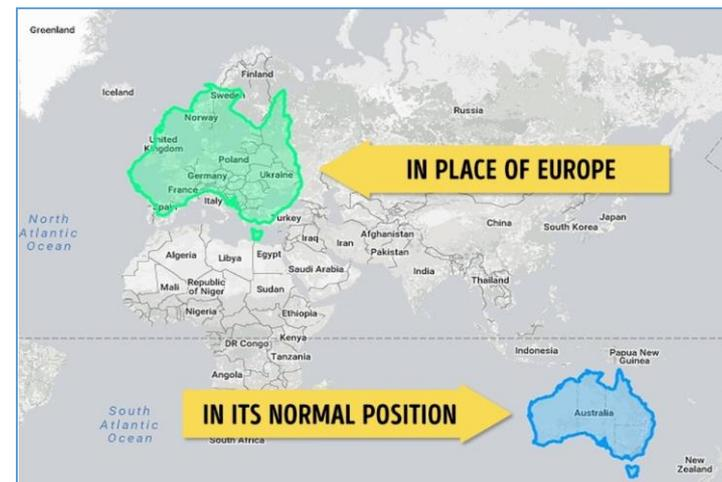 Greenland
Iceland
Finland
Sweden
Norway
Russia
United
Kingdom
Poland
Germany
Ukraine
France
Italy
Spain
Turkey
IN PLACE OF EUROPE
North
Atlantic
Ocean
Japan
China
South Korea
Afghanistan
Iraq
Iran
Pakistan
Algeria
Libya
Egypt
Saudi Arabia
India
Mali
Republic
of Niger
Sudan
Thailand
Nigeria
Ethiopia
DR Congo
Kenya
Tanzania
Indonesia
Papua New
Guinea
Angola
IN ITS NORMAL POSITION
South
Atlantic
Ocean
South Africa
Australia
New
Zealand